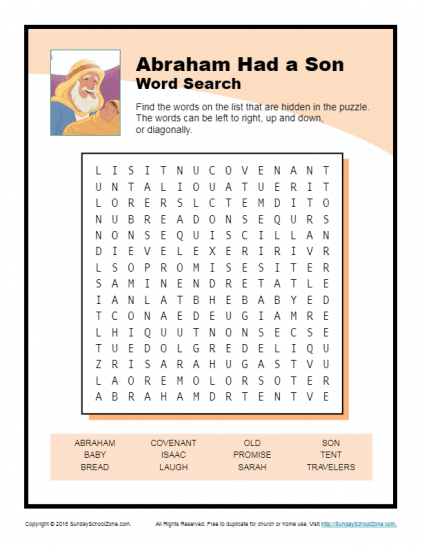 Abraham Had a Son
Word Search
Find the words on the list that are hidden in the puzzle.
The words can be left to right, up and down,
or diagonally.
L I S I T N U C O V E N A N T
U N T A L I O U A T U E R I T
L O R E R S L C T E M D I T O
N U B R E A D O N S E Q U R S
N O N S E Q U I S C I L L A N
D I E V E L E X E R I R I V R
L S O P R O M I S E S I T E R
S A M I N E N D R E T A T L E
I A N L A T B H E B A B Y E D
T C O N A E D E U G I A M R E
L H I Q U U T N O N S E C S E
T U E D O L G R E D E L I Q U
Z R I S A R A H U G A S T V U
L A O R E M O L O R S O T E R
A B R A H A M D R T E N T V E
ABRAHAM COVENANT OLD SON
BABY ISAAC PROMISE TENT
BREAD LAUGH SARAH TRAVELERS
Copyright © 2016 SundaySchoolZone.com. All Rights Reserved. Free to duplicate for church or home use. Visit http://SundaySchoolZone.com.